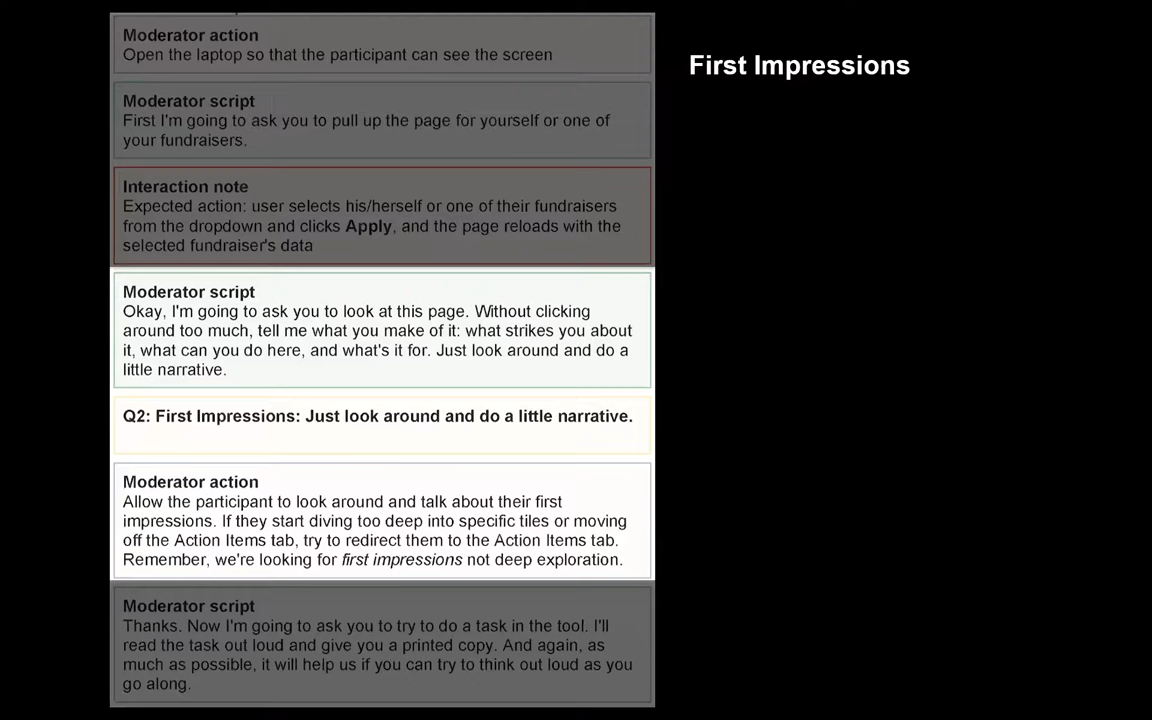 Moderator action
Open the laptop so that the participant can see the screen
Moderator script
First I'm going to ask you to pull up the page for yourself or one of
your fundraisers.
Interaction note
Expected action: user selects his/herself or one of their fundraisers
from the dropdown and clicks Apply, and the page reloads with the
selected fundraiser's data
Moderator script
Okay, I'm going to ask you to look at this page. Without clicking
around too much, tell me what you make of it: what strikes you about
it, what can you do here, and what's it for. Just look around and do a
little narrative.
Q2: First Impressions: Just look around and do a little narrative.
Moderator action
Allow the participant to look around and talk about their first
impressions. If they start diving too deep into specific tiles or moving
off the Action Items tab, try to redirect them to the Action Items tab.
Remember, we're looking for first impressions not deep exploration.
Moderator script
Thanks. Now I'm going to ask you to try to do a task in the tool. I'll
read the task out loud and give you a printed copy. And again, as
much as possible, it will help us if you can try to think out loud as you
go along.
First Impressions